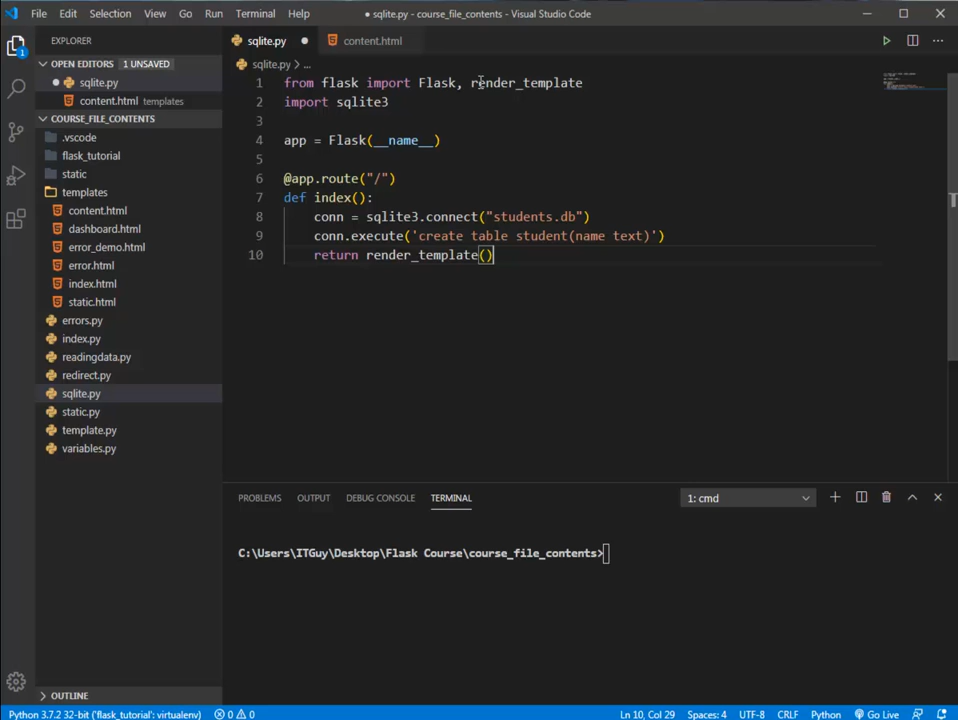 File Edit Selection View Go Run Terminal Help
● sqlite.py - course_file_contents - Visual Studio Code
EXPLORER
OPEN EDITORS 1 UNSAVED
sqlite.py
content.html templates
COURSE_FILE_CONTENTS
.vscode
flask_tutorial
static
templates
content.html
dashboard.html
error_demo.html
error.html
index.html
static.html
errors.py
index.py
readingdata.py
redirect.py
sqlite.py
static.py
template.py
variables.py
OUTLINE
1
sqlite.py ●
content.html
sqlite.py > ...
1 from flask import Flask, render_template
2 import sqlite3
3
4 app = Flask(__name__)
5
6 @app.route("/")
7 def index():
8 conn = sqlite3.connect("students.db")
9 conn.execute('create table student(name text)')
10 return render_template()
PROBLEMS OUTPUT DEBUG CONSOLE TERMINAL
1: cmd
C:\Users\ITGuy\Desktop\Flask Course\course_file_contents>
Python 3.7.2 32-bit ('flask_tutorial': virtualenv) 0 0 Ln 10, Col 29 Spaces: 4 UTF-8 CRLF Python Go Live